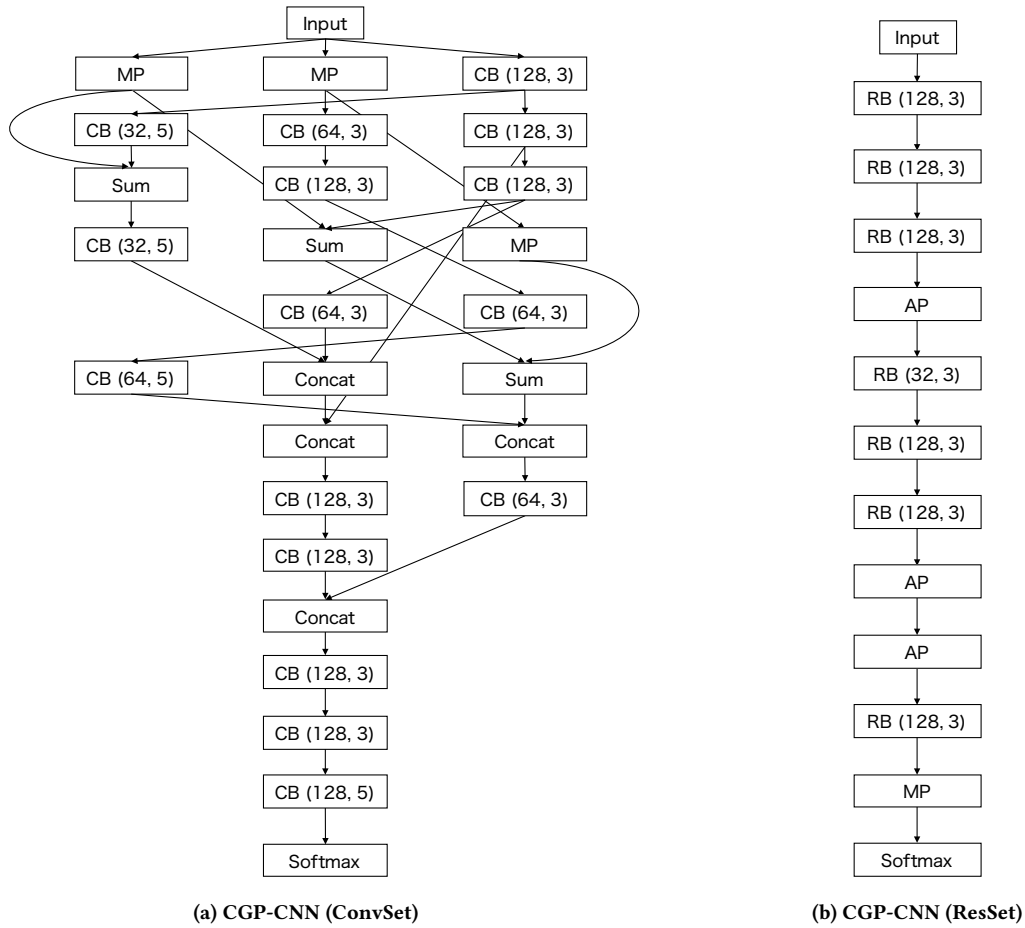 Input
MP
MP
CB (128, 3)
CB (32, 5)
CB (64, 3)
CB (128, 3)
Sum
CB (128, 3)
CB (128, 3)
CB (32, 5)
Sum
MP
CB (64, 3)
CB (64, 3)
CB (64, 5)
Concat
Sum
Concat
Concat
CB (128, 3)
CB (64, 3)
CB (128, 3)
Concat
CB (128, 3)
CB (128, 3)
CB (128, 5)
Softmax
(a) CGP-CNN (ConvSet)
Input
RB (128, 3)
RB (128, 3)
RB (128, 3)
AP
RB (32, 3)
RB (128, 3)
RB (128, 3)
AP
AP
RB (128, 3)
MP
Softmax
(b) CGP-CNN (ResSet)